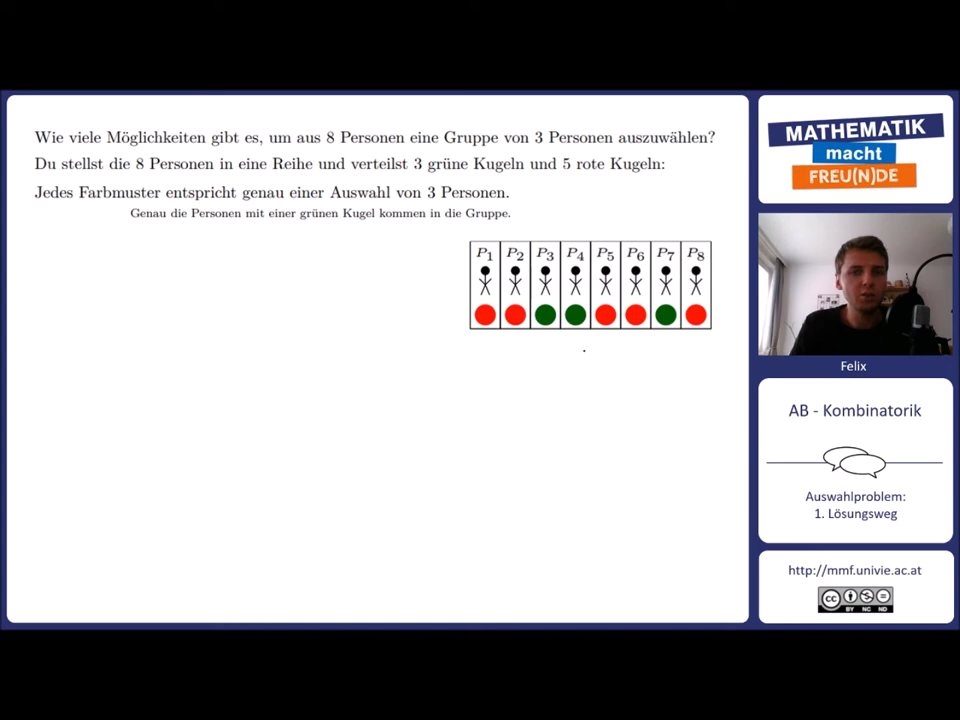 Wie viele Möglichkeiten gibt es, um aus 8 Personen eine Gruppe von 3 Personen auszuwählen?
Du stellst die 8 Personen in eine Reihe und verteilst 3 grüne Kugeln und 5 rote Kugeln:
Jedes Farbmuster entspricht genau einer Auswahl von 3 Personen.
Genau die Personen mit einer grünen Kugel kommen in die Gruppe.
P1 P2 P3 P4 P5 P6 P7 P8
MATHEMATIK
macht
FREU(N)DE
Felix
AB - Kombinatorik
Auswahlproblem:
1. Lösungsweg
http://mmf.univie.ac.at
cc
BY NC ND